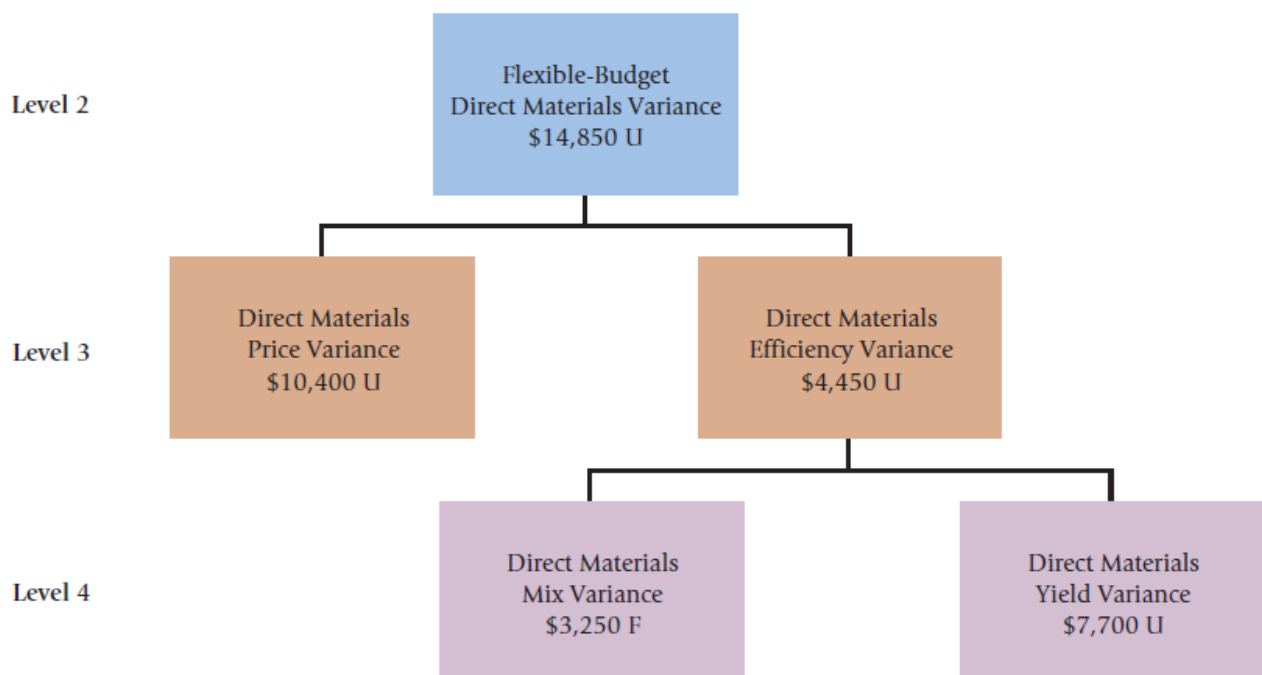 Level 2
Flexible-Budget
Direct Materials Variance
$14,850 U
Level 3
Direct Materials
Price Variance
$10,400 U
Direct Materials
Efficiency Variance
$4,450 U
Level 4
Direct Materials
Mix Variance
$3,250 F
Direct Materials
Yield Variance
$7,700 U